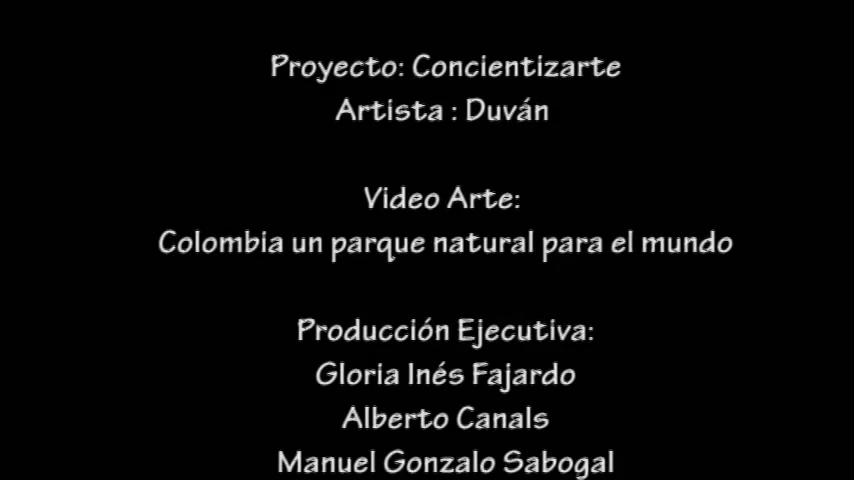 Proyecto: Concientizarte
Artista : Duván
Video Arte:
Colombia un parque natural para el mundo
Producción Ejecutiva:
Gloria Inés Fajardo
Alberto Canals
Manuel Gonzalo Sabogal